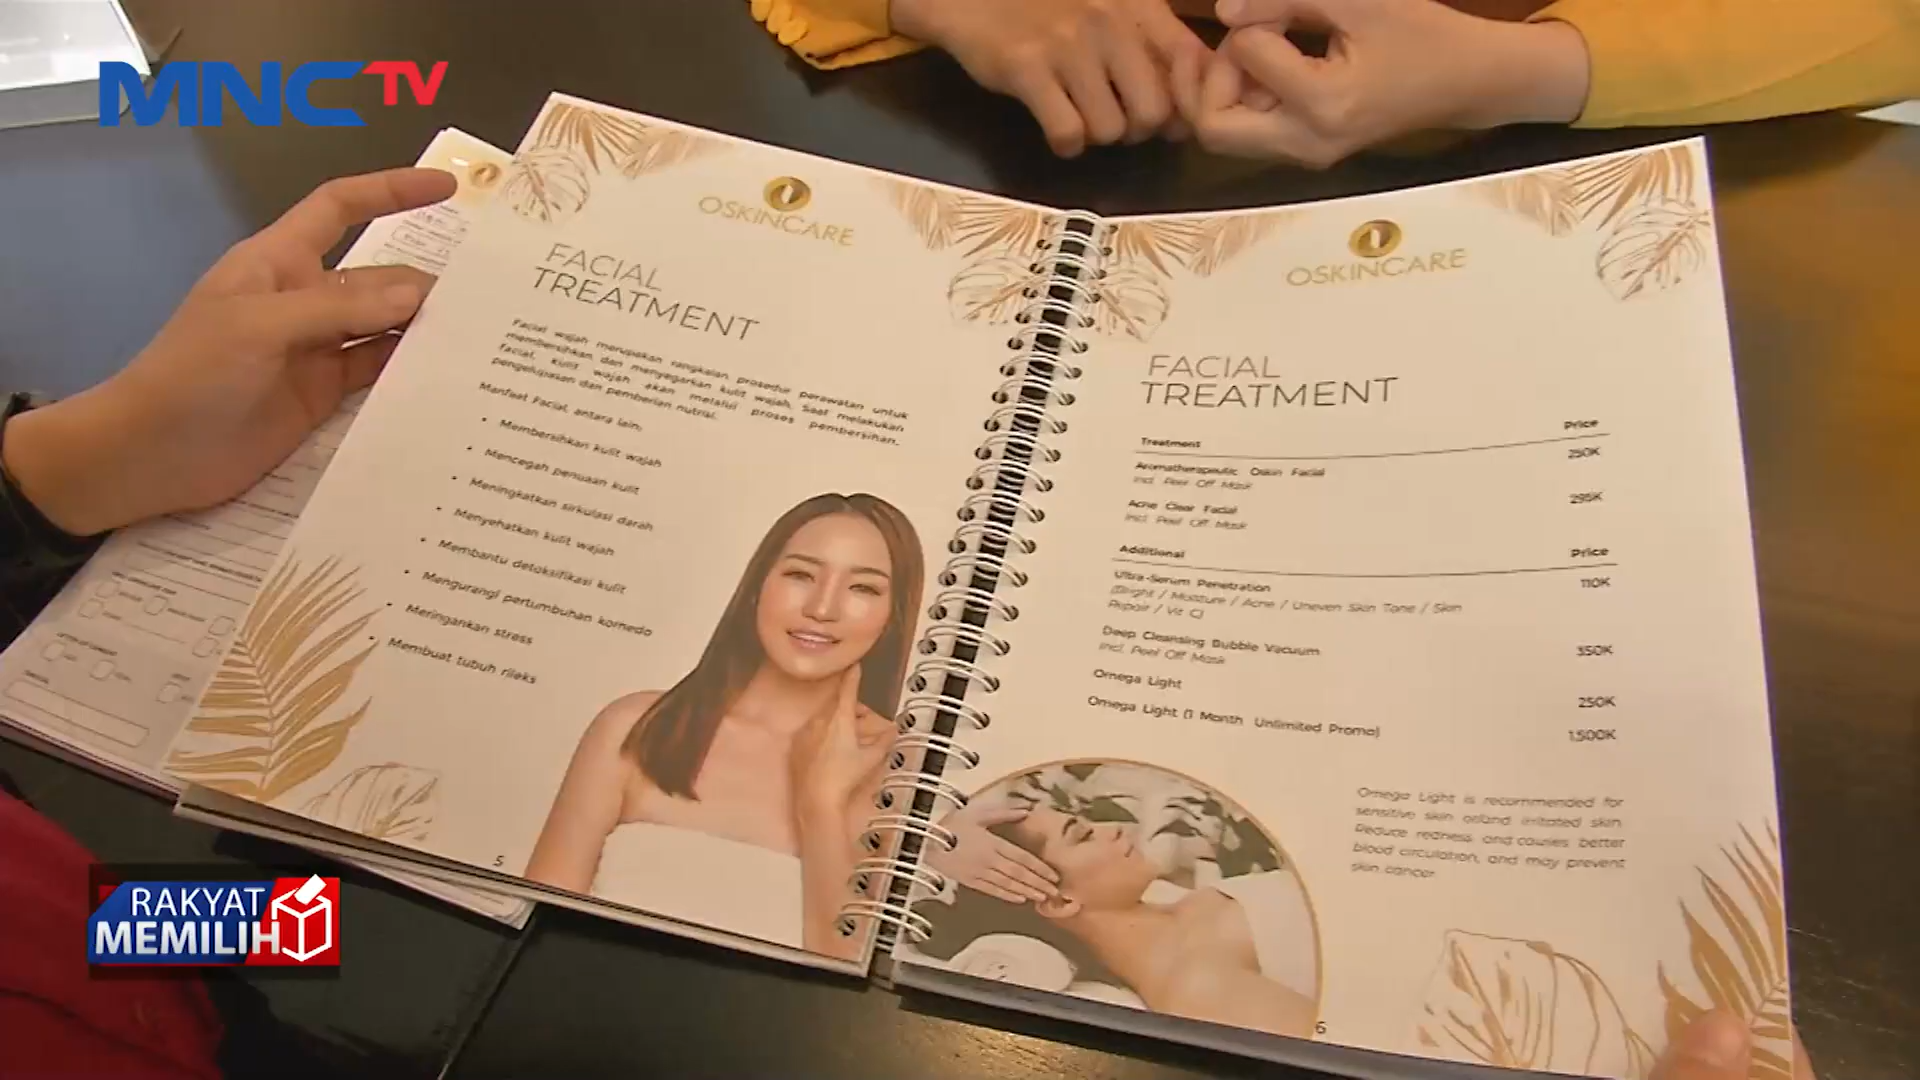 MNCTV
OSKINCARE
FACIAL
TREATMENT
Facial wajah merupakan rangkaian prosedur perawatan untuk
membersihkan dan menyegarkan kulit wajah. Saat melakukan
facial, kulit wajah akan melalui proses pembersihan,
pengelupasan dan pemberian nutrisi.
Manfaat Facial, antara lain:
• Membersihkan kulit wajah
• Mencegah penuaan kulit
• Meningkatkan sirkulasi darah
• Menyehatkan kulit wajah
• Membantu detoksifikasi kulit
• Mengurangi pertumbuhan komedo
• Meringankan stress
• Membuat tubuh rileks
5
OSKINCARE
FACIAL
TREATMENT
Treatment Price
Aromatherapeutic Oskin Facial 250K
Incl. Peel Off Mask
Acne Clear Facial 295K
Incl. Peel Off Mask
Additional Price
Ultra-Serum Penetration 110K
(Bright / Moisture / Acne / Uneven Skin Tone / Skin
Repair / Vit C)
Deep Cleansing Bubble Vacuum 350K
Incl. Peel Off Mask
Omega Light 250K
Omega Light (1 Month Unlimited Promo) 1.500K
Omega Light is recommended for
sensitive skin and irritated skin.
Reduce redness and causes better
blood circulation, and may prevent
skin cancer.
6
RAKYAT
MEMILIH